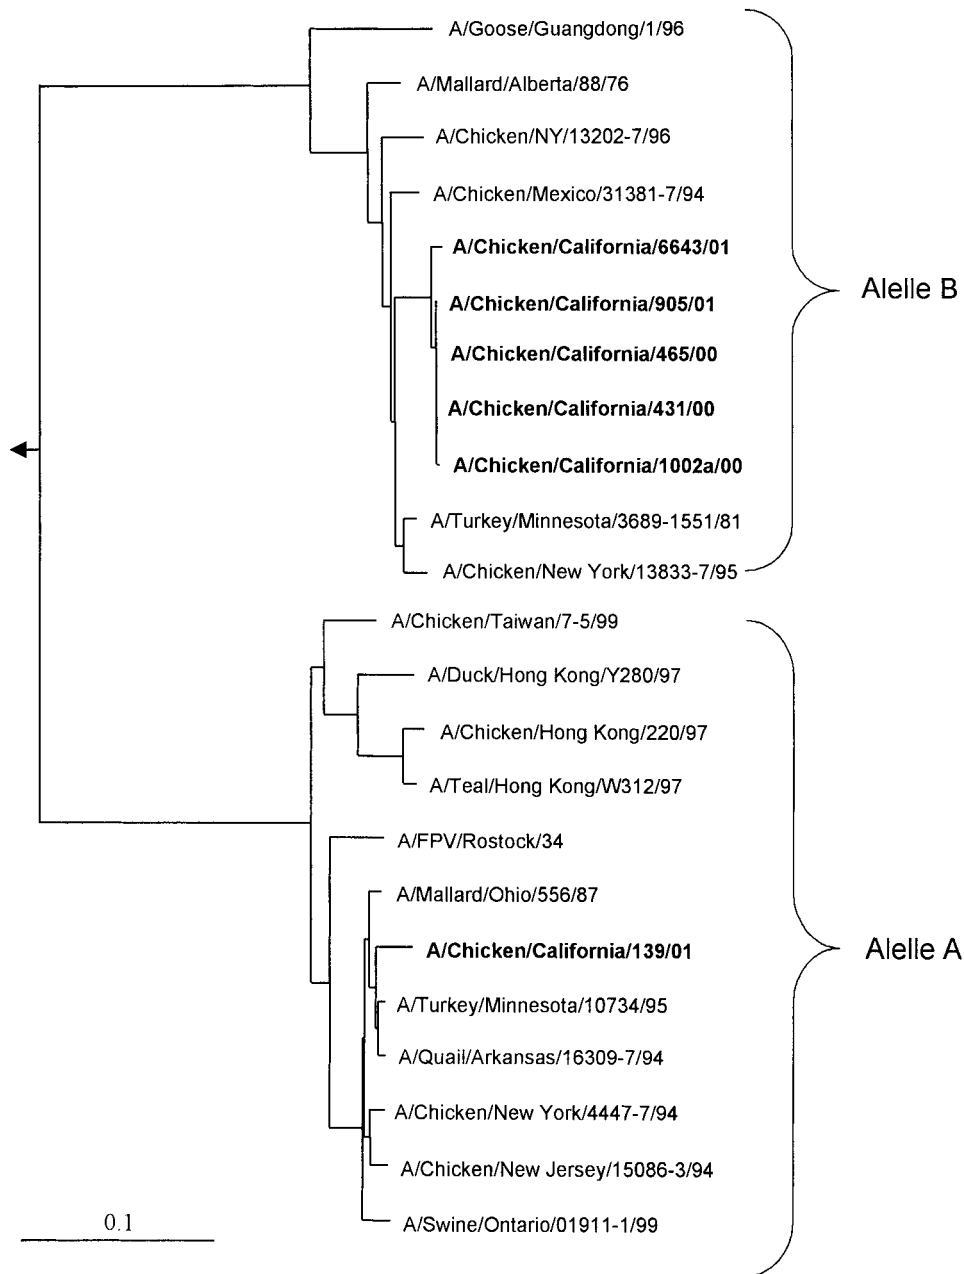 A/Goose/Guangdong/1/96
A/Mallard/Alberta/88/76
A/Chicken/NY/13202-7/96
A/Chicken/Mexico/31381-7/94
A/Chicken/California/6643/01
Alelle B
A/Chicken/California/905/01
A/Chicken/California/465/00
A/Chicken/California/431/00
A/Chicken/California/1002a/00
A/Turkey/Minnesota/3689-1551/81
A/Chicken/New York/13833-7/95
A/Chicken/Taiwan/7-5/99
A/Duck/Hong Kong/Y280/97
A/Chicken/Hong Kong/220/97
A/Teal/Hong Kong/W312/97
A/FPV/Rostock/34
A/Mallard/Ohio/556/87
A/Chicken/California/139/01
Alelle A
A/Turkey/Minnesota/10734/95
A/Quail/Arkansas/16309-7/94
A/Chicken/New York/4447-7/94
A/Chicken/New Jersey/15086-3/94
A/Swine/Ontario/01911-1/99
0.1